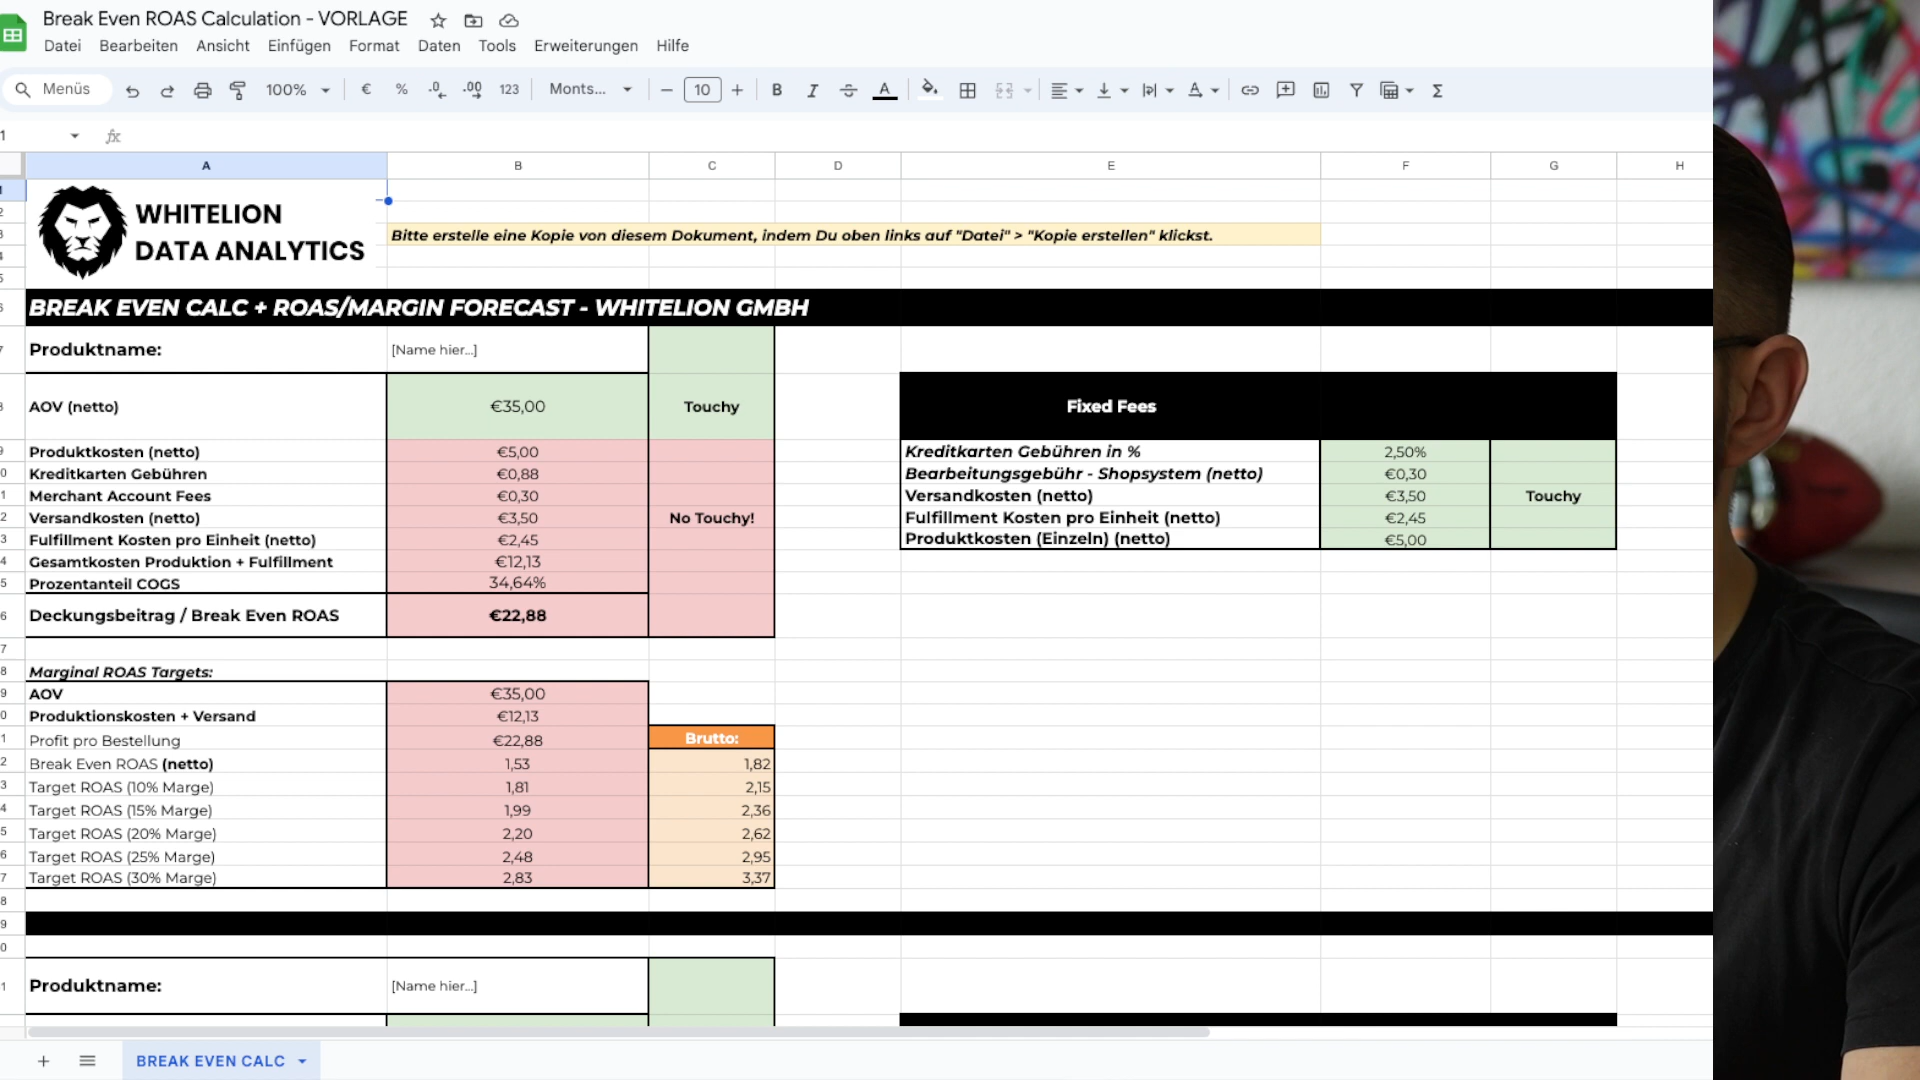 Break Even ROAS Calculation - VORLAGE
Datei Bearbeiten Ansicht Einfügen Format Daten Tools Erweiterungen Hilfe
Menüs 100% € % .0 .00 123 Monts... 10 B I A
fx
A B C D E F G H
WHITELION
DATA ANALYTICS
Bitte erstelle eine Kopie von diesem Dokument, indem Du oben links auf "Datei" > "Kopie erstellen" klickst.
BREAK EVEN CALC + ROAS/MARGIN FORECAST - WHITELION GMBH
Produktname: [Name hier...]
AOV (netto) €35,00 Touchy Fixed Fees
Produktkosten (netto) €5,00 Kreditkarten Gebühren in % 2,50%
Kreditkarten Gebühren €0,88 Bearbeitungsgebühr - Shopsystem (netto) €0,30
Merchant Account Fees €0,30 Versandkosten (netto) €3,50 Touchy
Versandkosten (netto) €3,50 No Touchy! Fulfillment Kosten pro Einheit (netto) €2,45
Fulfillment Kosten pro Einheit (netto) €2,45 Produktkosten (Einzeln) (netto) €5,00
Gesamtkosten Produktion + Fulfillment €12,13
Prozentanteil COGS 34,64%
Deckungsbeitrag / Break Even ROAS €22,88
Marginal ROAS Targets:
AOV €35,00
Produktionskosten + Versand €12,13
Profit pro Bestellung €22,88 Brutto:
Break Even ROAS (netto) 1,53 1,82
Target ROAS (10% Marge) 1,81 2,15
Target ROAS (15% Marge) 1,99 2,36
Target ROAS (20% Marge) 2,20 2,62
Target ROAS (25% Marge) 2,48 2,95
Target ROAS (30% Marge) 2,83 3,37
Produktname: [Name hier...]
BREAK EVEN CALC